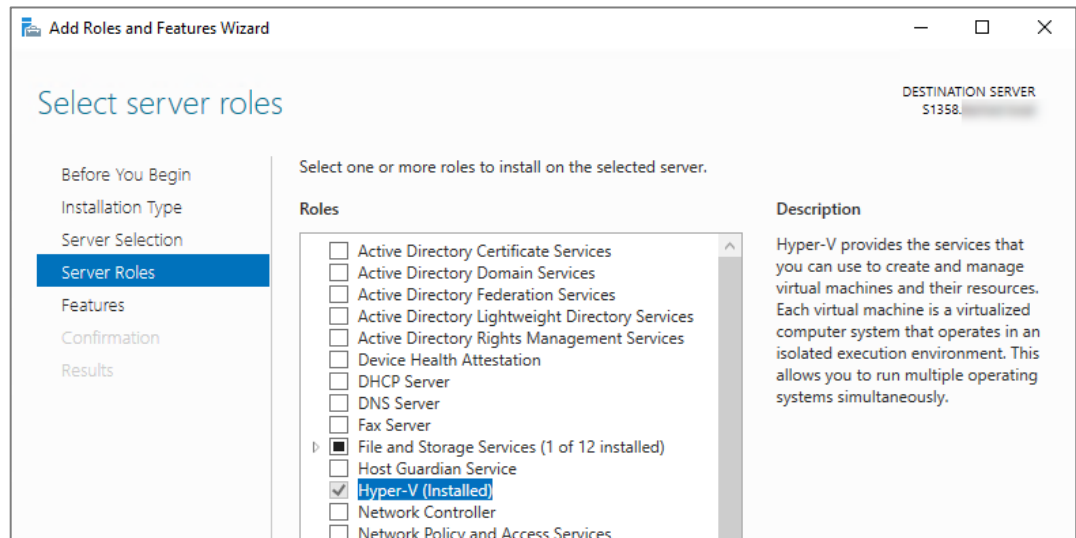 Add Roles and Features Wizard
Select server roles
DESTINATION SERVER
S1358.
Before You Begin
Installation Type
Server Selection
Server Roles
Features
Confirmation
Results
Select one or more roles to install on the selected server.
Roles
Active Directory Certificate Services
Active Directory Domain Services
Active Directory Federation Services
Active Directory Lightweight Directory Services
Active Directory Rights Management Services
Device Health Attestation
DHCP Server
DNS Server
Fax Server
File and Storage Services (1 of 12 installed)
Host Guardian Service
Hyper-V (Installed)
Network Controller
Network Policy and Access Services
Description
Hyper-V provides the services that
you can use to create and manage
virtual machines and their resources.
Each virtual machine is a virtualized
computer system that operates in an
isolated execution environment. This
allows you to run multiple operating
systems simultaneously.